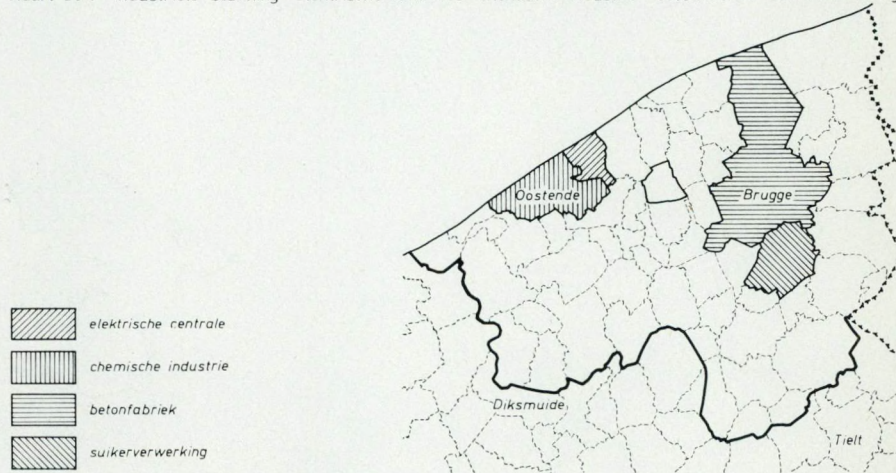 Oostende
Brugge
elektrische centrale
chemische industrie
betonfabriek
suikerverwerking
Diksmuide
Tielt